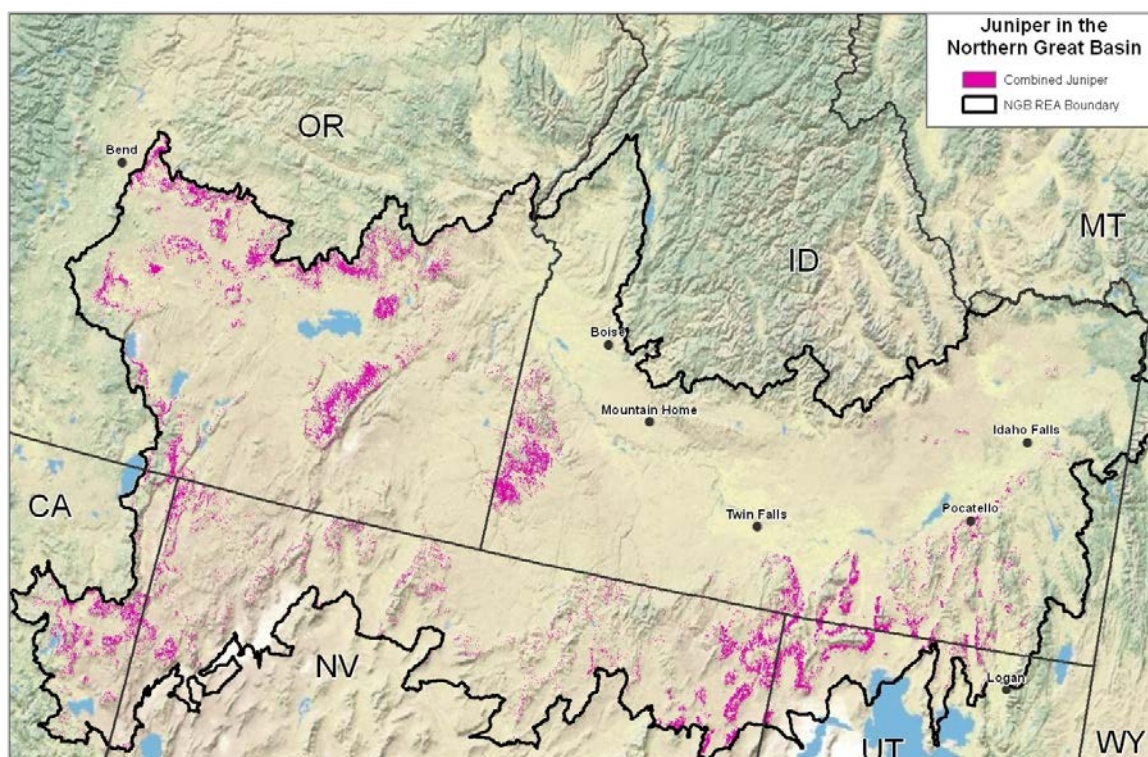 Juniper in the
Northern Great Basin
Combined Juniper
NGB REA Boundary
OR
Bend
MT
ID
Boise
Mountain Home
Idaho Falls
CA
Twin Falls
Pocatello
NV
Logan
UT
WY